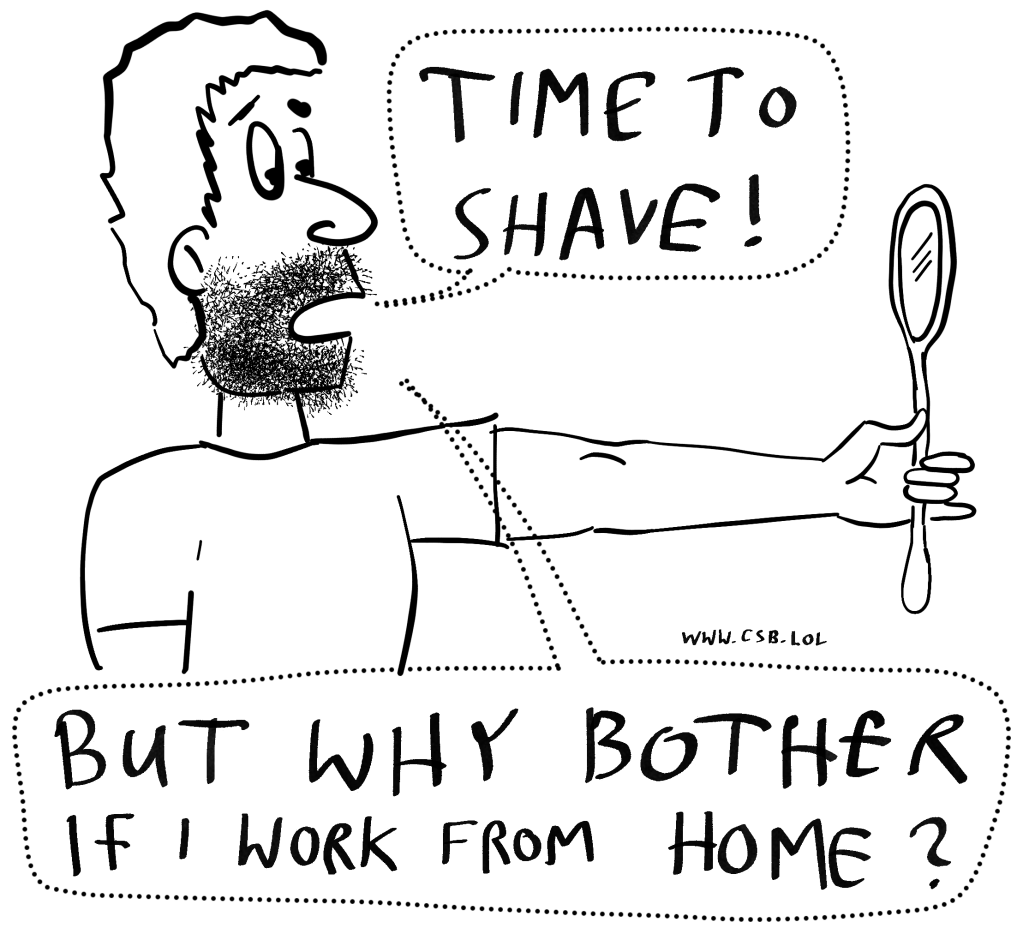 TIME TO
SHAVE!
WWW.CSB.LOL
BUT WHY BOTHER
IF I WORK FROM HOME?